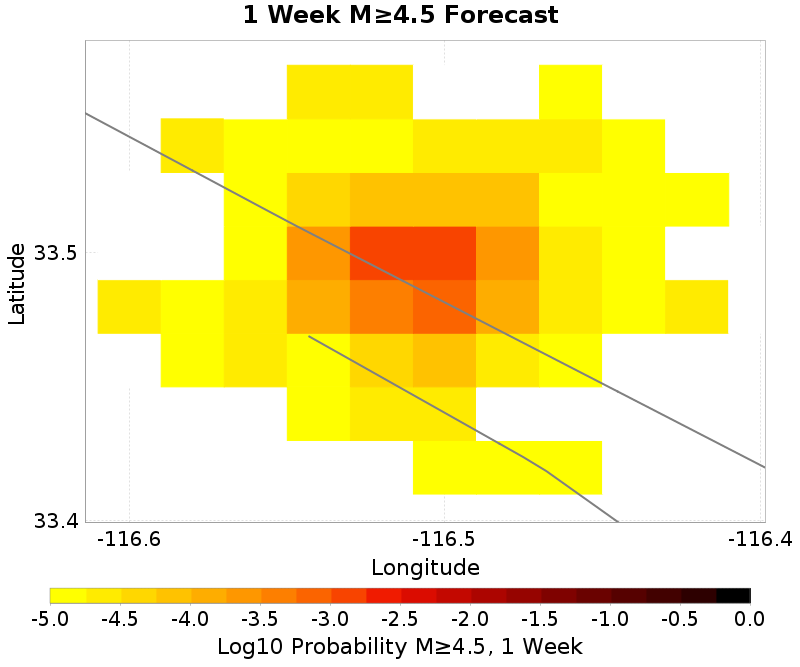 1 Week M≥4.5 Forecast
Latitude
33.5
33.4
-116.6 -116.5 -116.4
Longitude
-5.0 -4.5 -4.0 -3.5 -3.0 -2.5 -2.0 -1.5 -1.0 -0.5 0.0
Log10 Probability M≥4.5, 1 Week